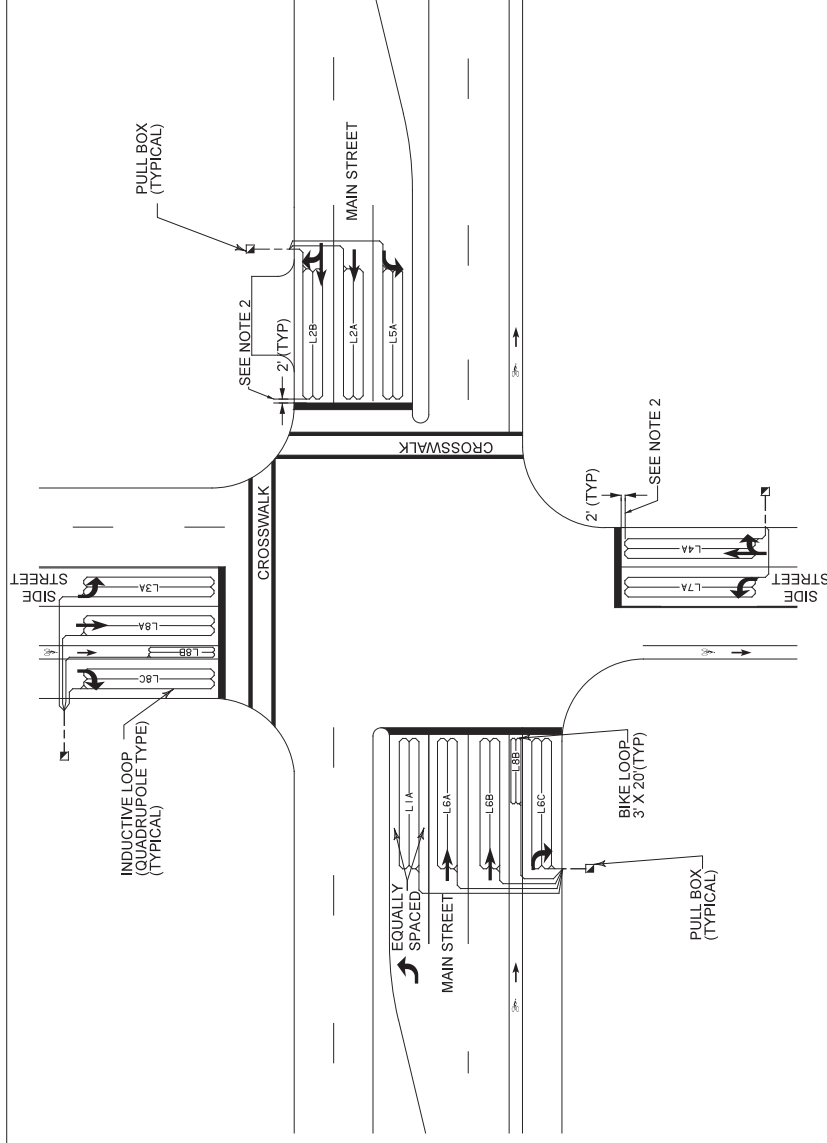 PULL BOX
(TYPICAL)
MAIN STREET
SEE NOTE 2
2' (TYP)
L2B
L2A
L5A
CROSSWALK
CROSSWALK
SIDE
STREET
L3A
L8A
L8B
L8C
INDUCTIVE LOOP
(QUADRUPOLE TYPE)
(TYPICAL)
2' (TYP)
SEE NOTE 2
L4A
L7A
SIDE
STREET
L1A
L6A
L6B
L8B
L6C
EQUALLY
SPACED
MAIN STREET
BIKE LOOP
3' X 20'(TYP)
PULL BOX
(TYPICAL)